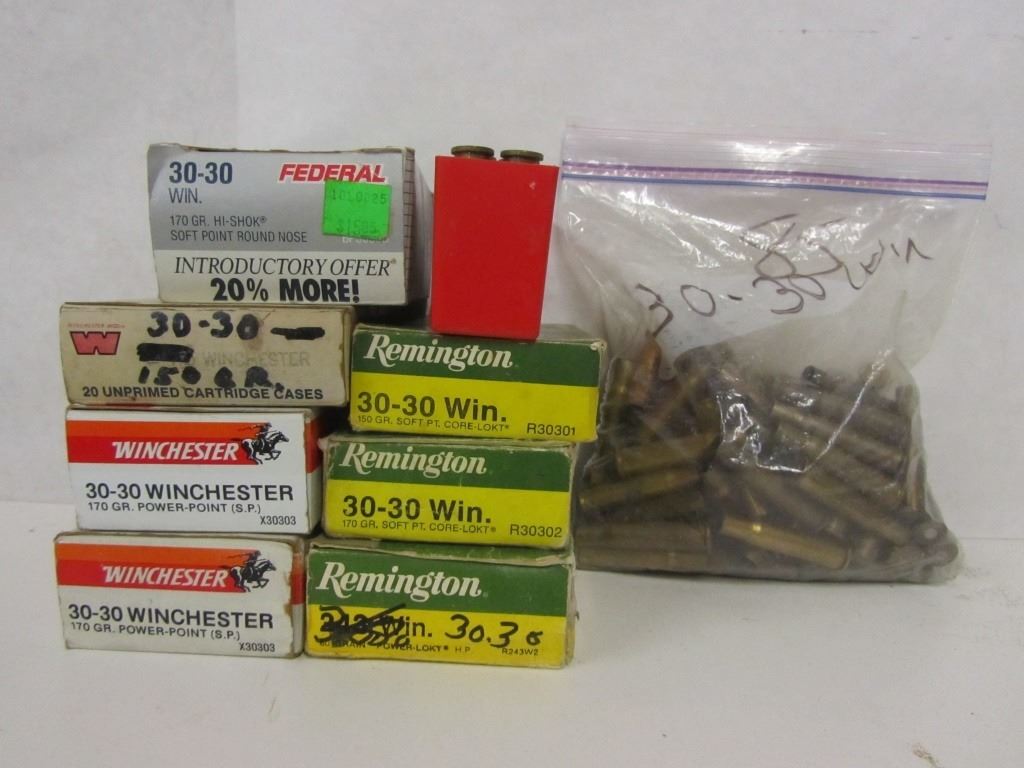 30-30
WIN.
FEDERAL
170 GR. HI-SHOK®
SOFT POINT ROUND NOSE
INTRODUCTORY OFFER
20% MORE!
30-30
WINCHESTER
150 GR.
20 UNPRIMED CARTRIDGE CASES
Remington®
30-30 Win.
150 GR. SOFT PT. CORE-LOKT® R30301
WINCHESTER
30-30 WINCHESTER
170 GR. POWER-POINT (S.P.)
X30303
Remington®
30-30 Win.
170 GR. SOFT PT. CORE-LOKT® R30302
WINCHESTER
30-30 WINCHESTER
170 GR. POWER-POINT (S.P.)
X30303
Remington®
Win. 30.30
POWER-LOKT® H.P. R243W2
30-30 Win